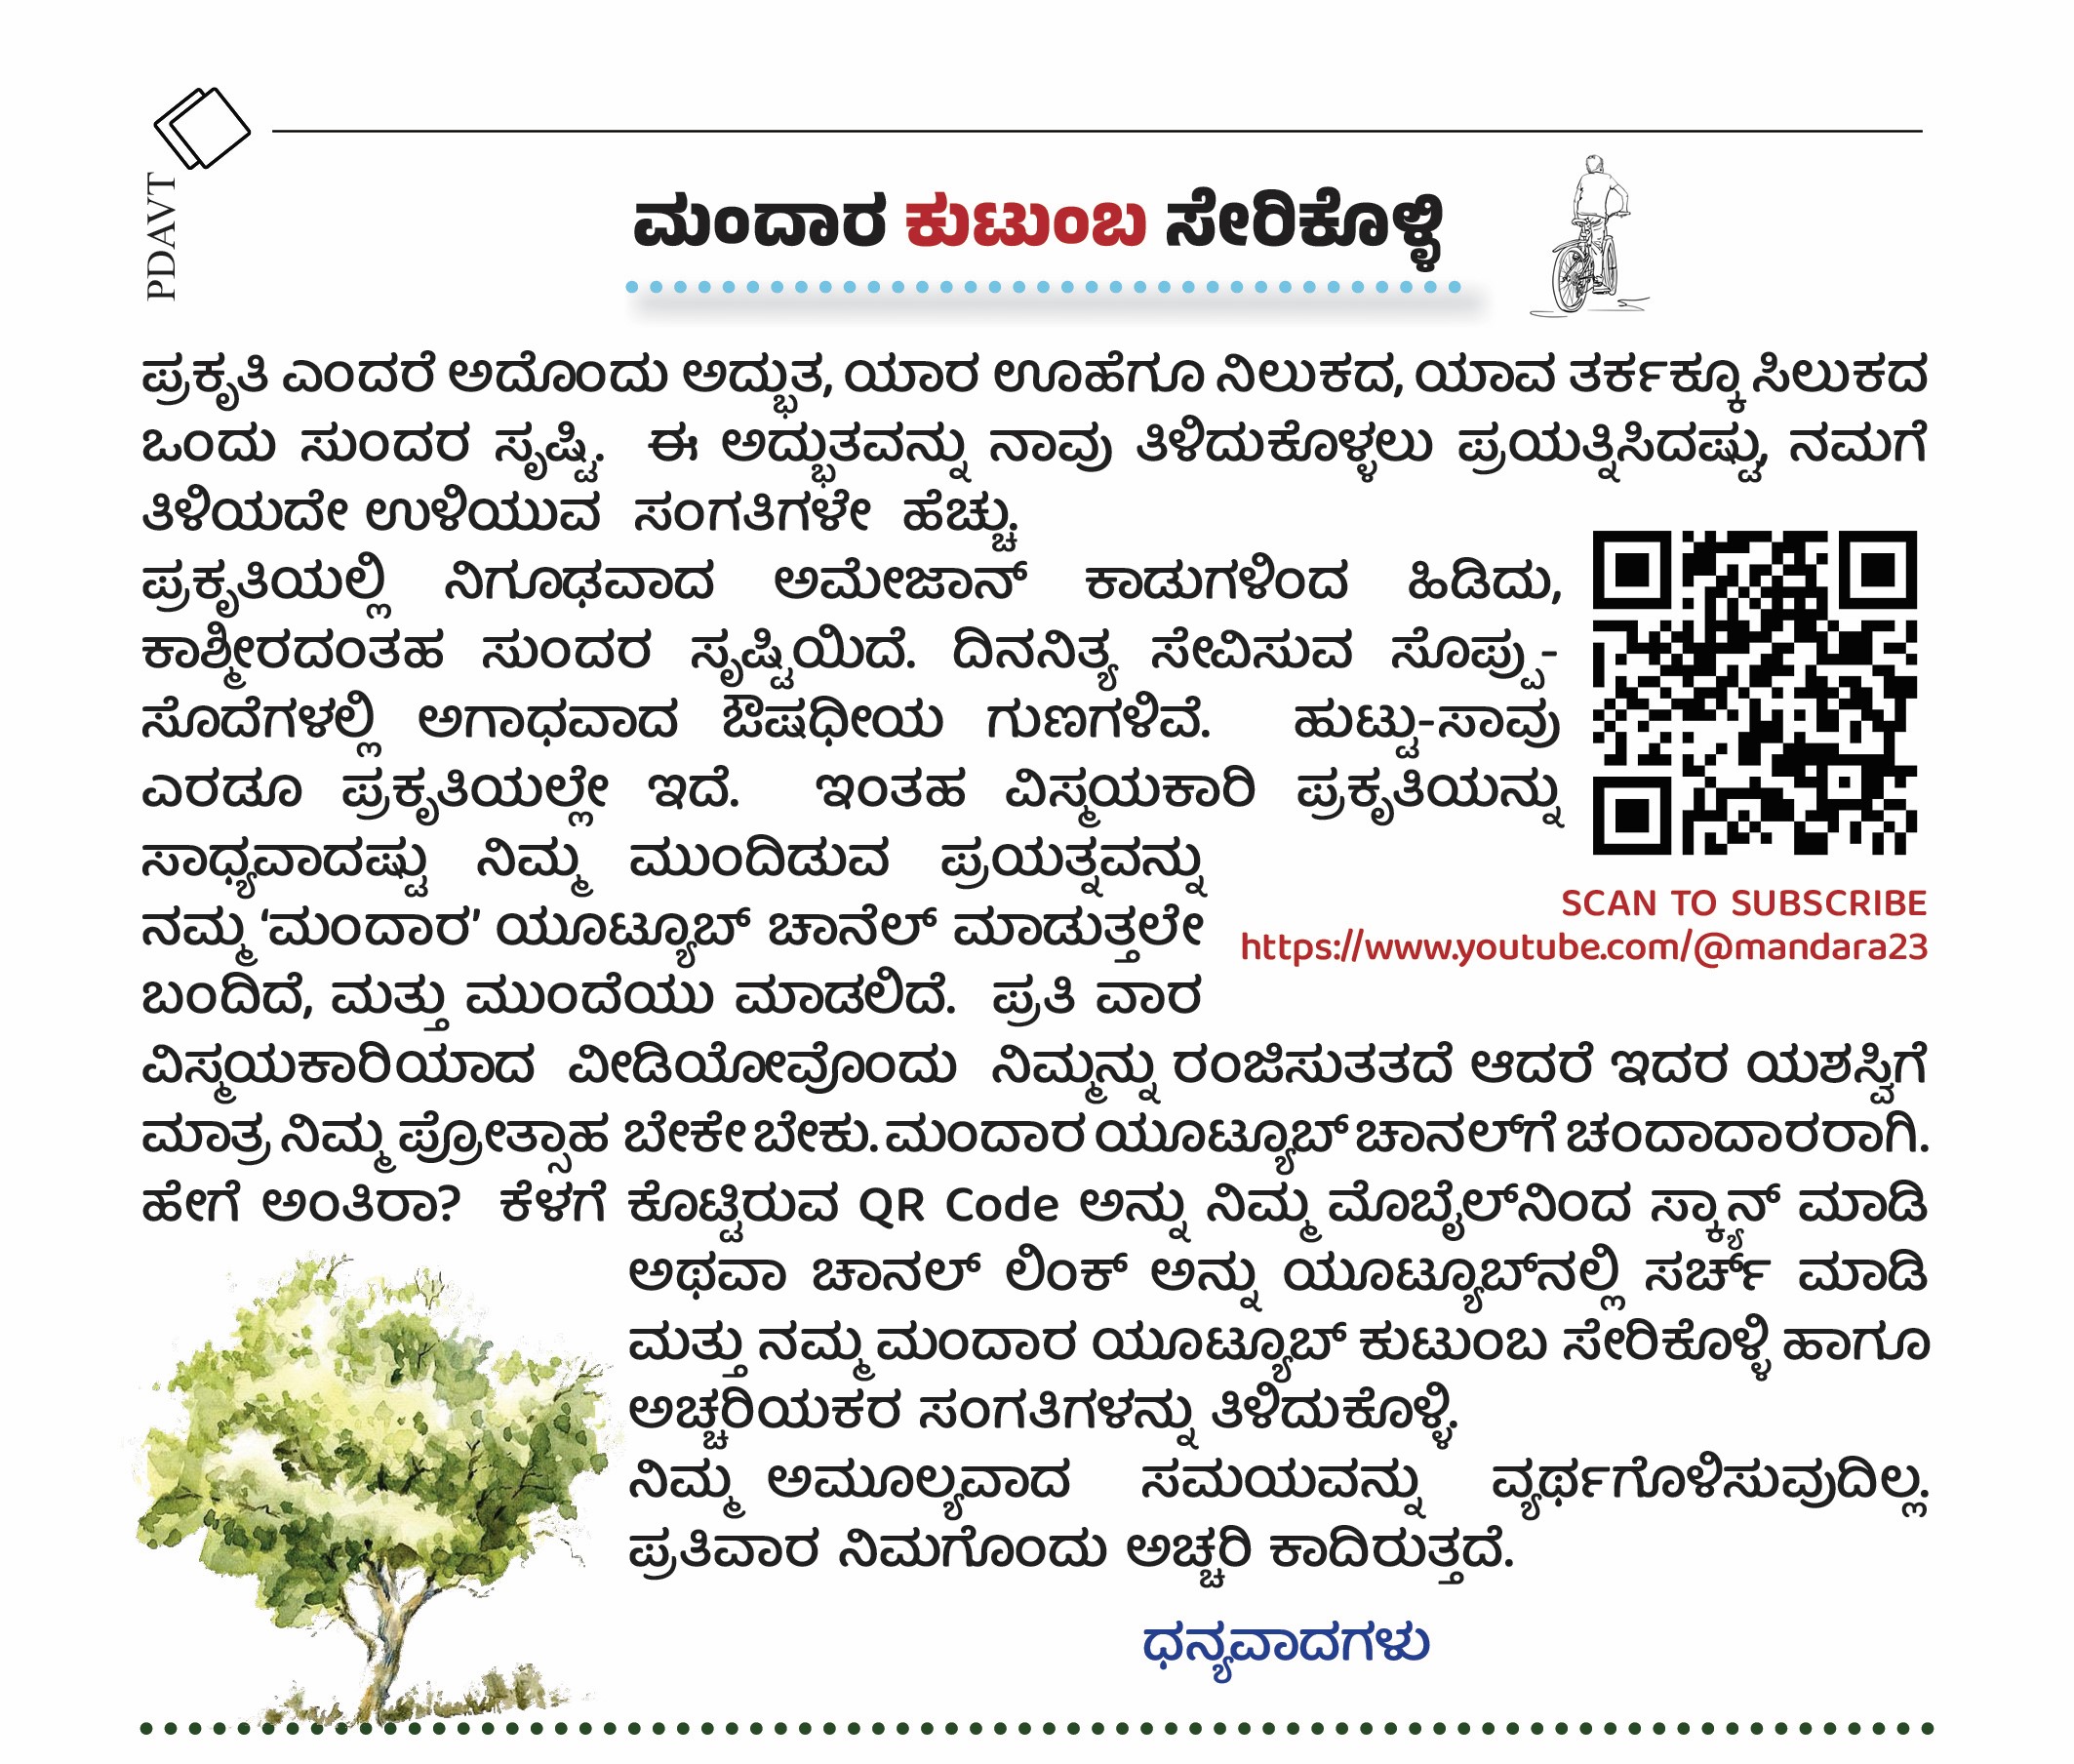 PDAVT
ಮಂದಾರ ಕುಟುಂಬ ಸೇರಿಕೊಳ್ಳಿ
ಪ್ರಕೃತಿ ಎಂದರೆ ಅದೊಂದು ಅದ್ಭುತ, ಯಾರ ಊಹೆಗೂ ನಿಲುಕದ, ಯಾವ ತರ್ಕಕ್ಕೂ ಸಿಲುಕದ
ಒಂದು ಸುಂದರ ಸೃಷ್ಟಿ. ಈ ಅದ್ಭುತವನ್ನು ನಾವು ತಿಳಿದುಕೊಳ್ಳಲು ಪ್ರಯತ್ನಿಸಿದಷ್ಟು, ನಮಗೆ
ತಿಳಿಯದೇ ಉಳಿಯುವ ಸಂಗತಿಗಳೇ ಹೆಚ್ಚು.
ಪ್ರಕೃತಿಯಲ್ಲಿ ನಿಗೂಢವಾದ ಅಮೇಜಾನ್ ಕಾಡುಗಳಿಂದ ಹಿಡಿದು,
ಕಾಶ್ಮೀರದಂತಹ ಸುಂದರ ಸೃಷ್ಟಿಯಿದೆ. ದಿನನಿತ್ಯ ಸೇವಿಸುವ ಸೊಪ್ಪು-
ಸೊದೆಗಳಲ್ಲಿ ಅಗಾಧವಾದ ಔಷಧೀಯ ಗುಣಗಳಿವೆ. ಹುಟ್ಟು-ಸಾವು
ಎರಡೂ ಪ್ರಕೃತಿಯಲ್ಲೇ ಇದೆ. ಇಂತಹ ವಿಸ್ಮಯಕಾರಿ ಪ್ರಕೃತಿಯನ್ನು
ಸಾಧ್ಯವಾದಷ್ಟು ನಿಮ್ಮ ಮುಂದಿಡುವ ಪ್ರಯತ್ನವನ್ನು
ನಮ್ಮ ‘ಮಂದಾರ’ ಯೂಟ್ಯೂಬ್ ಚಾನೆಲ್ ಮಾಡುತ್ತಲೇ
ಬಂದಿದೆ, ಮತ್ತು ಮುಂದೆಯು ಮಾಡಲಿದೆ. ಪ್ರತಿ ವಾರ
SCAN TO SUBSCRIBE
https://www.youtube.com/@mandara23
ವಿಸ್ಮಯಕಾರಿಯಾದ ವೀಡಿಯೋವೊಂದು ನಿಮ್ಮನ್ನು ರಂಜಿಸುತತದೆ ಆದರೆ ಇದರ ಯಶಸ್ವಿಗೆ
ಮಾತ್ರ ನಿಮ್ಮ ಪ್ರೋತ್ಸಾಹ ಬೇಕೇ ಬೇಕು. ಮಂದಾರ ಯೂಟ್ಯೂಬ್ ಚಾನಲ್‌ಗೆ ಚಂದಾದಾರರಾಗಿ.
ಹೇಗೆ ಅಂತಿರಾ? ಕೆಳಗೆ ಕೊಟ್ಟಿರುವ QR Code ಅನ್ನು ನಿಮ್ಮ ಮೊಬೈಲ್‌ನಿಂದ ಸ್ಕ್ಯಾನ್ ಮಾಡಿ
ಅಥವಾ ಚಾನಲ್ ಲಿಂಕ್ ಅನ್ನು ಯೂಟ್ಯೂಬ್‌ನಲ್ಲಿ ಸರ್ಚ್ ಮಾಡಿ
ಮತ್ತು ನಮ್ಮ ಮಂದಾರ ಯೂಟ್ಯೂಬ್ ಕುಟುಂಬ ಸೇರಿಕೊಳ್ಳಿ ಹಾಗೂ
ಅಚ್ಚರಿಯಕರ ಸಂಗತಿಗಳನ್ನು ತಿಳಿದುಕೊಳ್ಳಿ.
ನಿಮ್ಮ ಅಮೂಲ್ಯವಾದ ಸಮಯವನ್ನು ವ್ಯರ್ಥಗೊಳಿಸುವುದಿಲ್ಲ.
ಪ್ರತಿವಾರ ನಿಮಗೊಂದು ಅಚ್ಚರಿ ಕಾದಿರುತ್ತದೆ.
ಧನ್ಯವಾದಗಳು